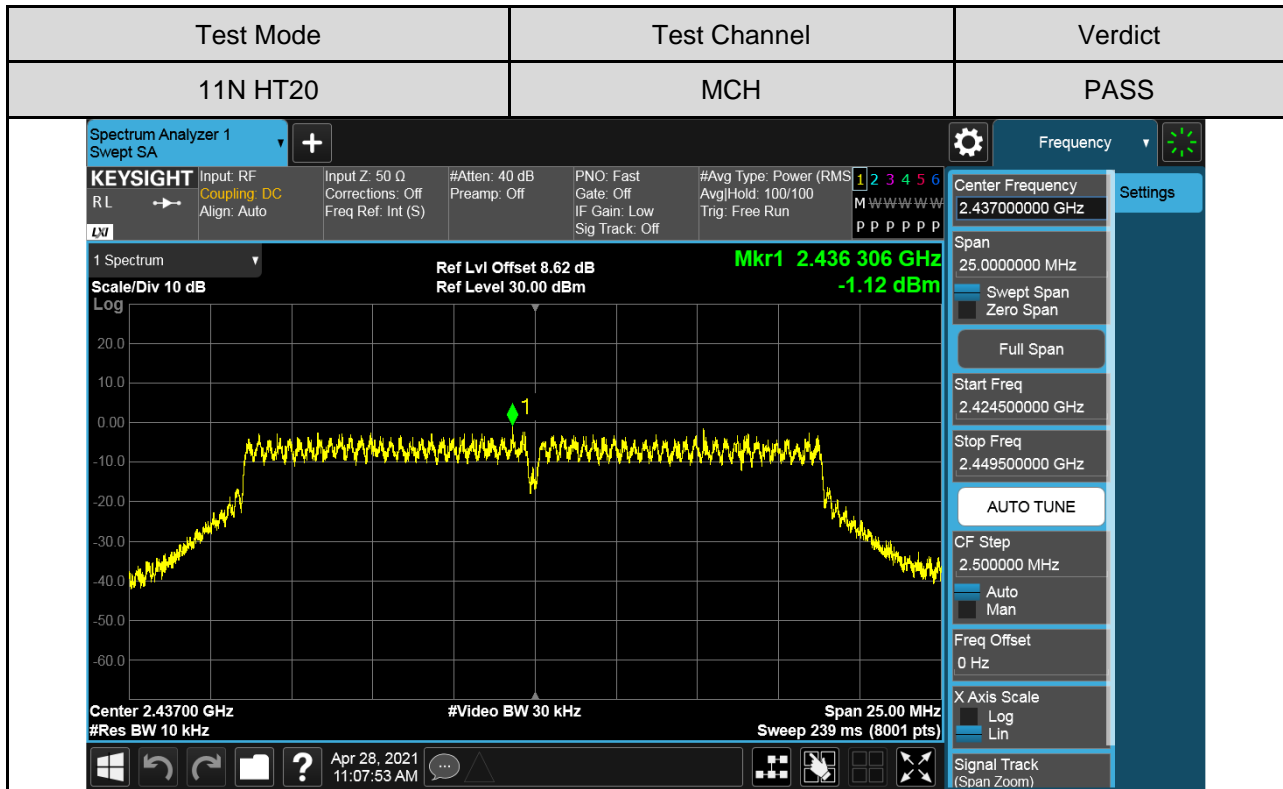 Test Mode Test Channel Verdict
11N HT20 MCH PASS
Spectrum Analyzer 1
Swept SA
+
Frequency
KEYSIGHT
RL
LXI
Input: RF
Coupling: DC
Align: Auto
Input Z: 50 Ω
Corrections: Off
Freq Ref: Int (S)
#Atten: 40 dB
Preamp: Off
PNO: Fast
Gate: Off
IF Gain: Low
Sig Track: Off
#Avg Type: Power (RMS
Avg|Hold: 100/100
Trig: Free Run
1 2 3 4 5 6
M W W W W W
P P P P P P
1 Spectrum
Scale/Div 10 dB
Log
Ref Lvl Offset 8.62 dB
Ref Level 30.00 dBm
Mkr1 2.436 306 GHz
-1.12 dBm
20.0
10.0
0.00
-10.0
-20.0
-30.0
-40.0
-50.0
-60.0
1
Center 2.43700 GHz
#Res BW 10 kHz
#Video BW 30 kHz
Span 25.00 MHz
Sweep 239 ms (8001 pts)
?
Apr 28, 2021
11:07:53 AM
Center Frequency
2.437000000 GHz
Settings
Span
25.0000000 MHz
Swept Span
Zero Span
Full Span
Start Freq
2.424500000 GHz
Stop Freq
2.449500000 GHz
AUTO TUNE
CF Step
2.500000 MHz
Auto
Man
Freq Offset
0 Hz
X Axis Scale
Log
Lin
Signal Track
(Span Zoom)